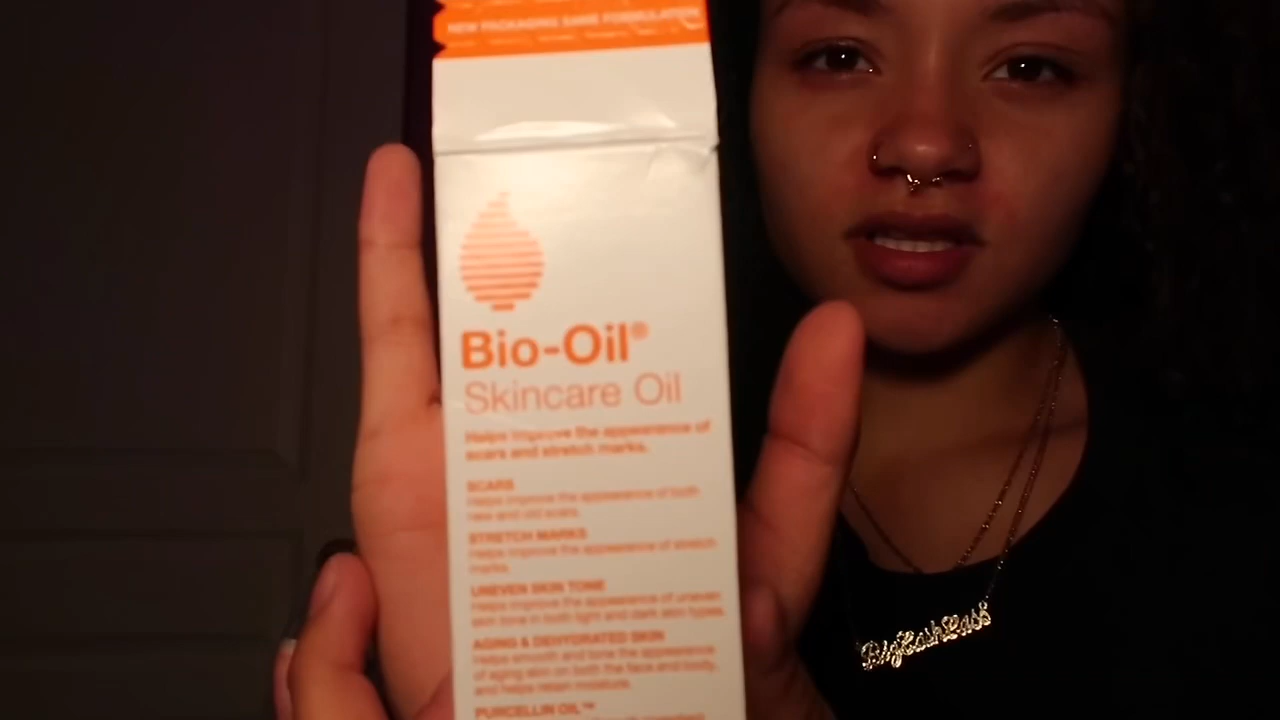 NEW PACKAGING SAME FORMULATION
Bio-Oil®
Skincare Oil
Helps improve the appearance of
scars and stretch marks.
SCARS
Helps improve the appearance of both
new and old scars.
STRETCH MARKS
Helps improve the appearance of stretch
marks.
UNEVEN SKIN TONE
Helps improve the appearance of uneven
skin tone in both light and dark skin types.
AGING & DEHYDRATED SKIN
Helps smooth and tone the appearance
of aging skin on both the face and body,
and helps retain moisture.
PURCELLIN OIL™
BigCashCass